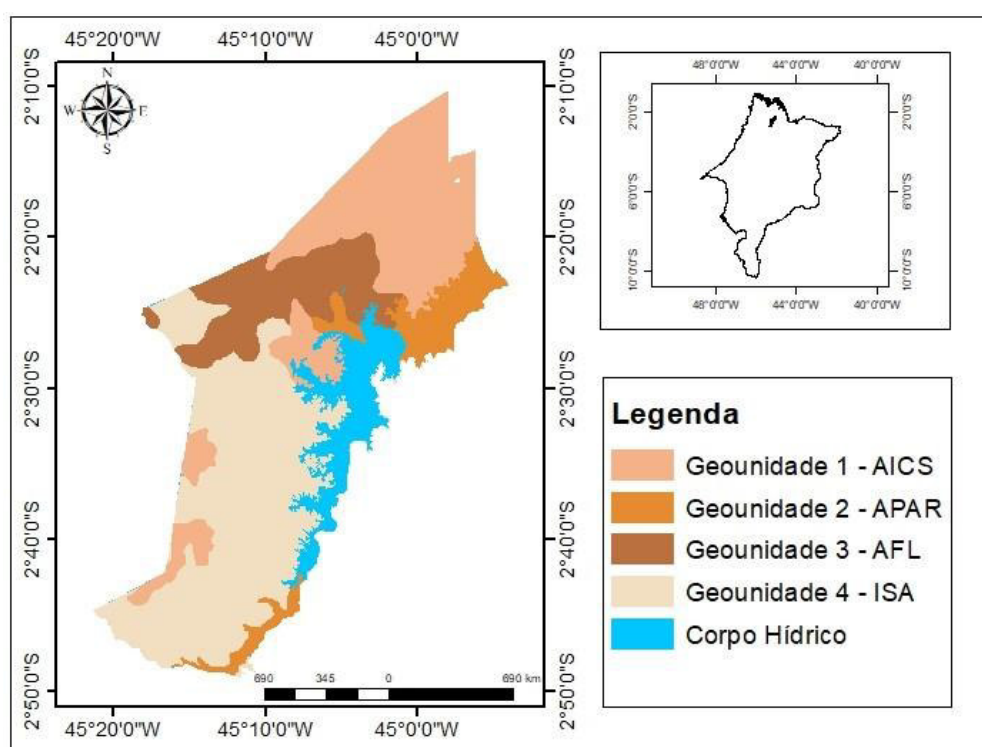 45°20'0"W 45°10'0"W 45°0'0"W
2°10'0"S
2°20'0"S
2°30'0"S
2°40'0"S
2°50'0"S
N
W E
S
2°10'0"S
2°20'0"S
2°30'0"S
2°40'0"S
2°50'0"S
690 345 0 690 km
45°20'0"W 45°10'0"W 45°0'0"W
48°0'0"W 44°0'0"W 40°0'0"W
2°0'0"S
6°0'0"S
10°0'0"S
2°0'0"S
6°0'0"S
10°0'0"S
48°0'0"W 44°0'0"W 40°0'0"W
Legenda
Geounidade 1 - AICS
Geounidade 2 - APAR
Geounidade 3 - AFL
Geounidade 4 - ISA
Corpo Hídrico